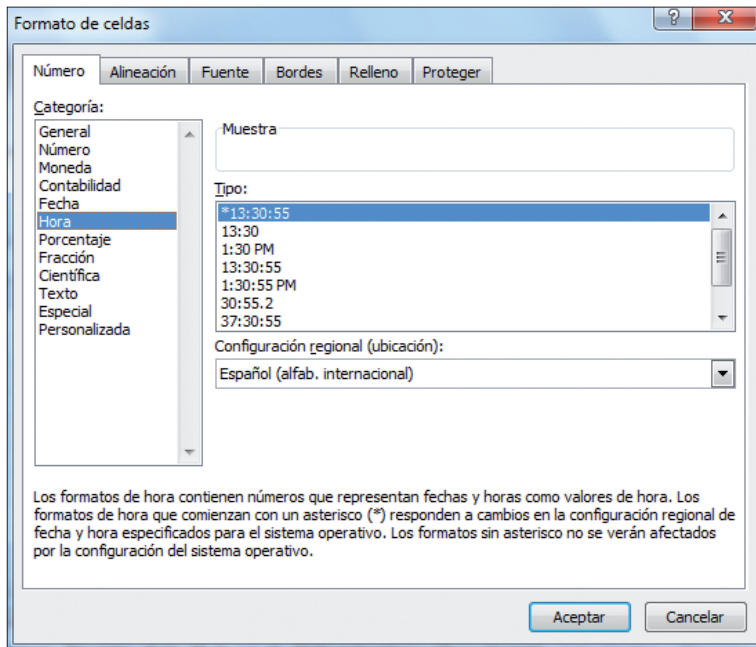 Formato de celdas
Número Alineación Fuente Bordes Relleno Proteger
Categoría:
General
Número
Moneda
Contabilidad
Fecha
Hora
Porcentaje
Fracción
Científica
Texto
Especial
Personalizada
Muestra
Tipo:
*13:30:55
13:30
1:30 PM
13:30:55
1:30:55 PM
30:55.2
37:30:55
Configuración regional (ubicación):
Español (alfab. internacional)
Los formatos de hora contienen números que representan fechas y horas como valores de hora. Los
formatos de hora que comienzan con un asterisco (*) responden a cambios en la configuración regional de
fecha y hora especificados para el sistema operativo. Los formatos sin asterisco no se verán afectados
por la configuración del sistema operativo.
Aceptar Cancelar